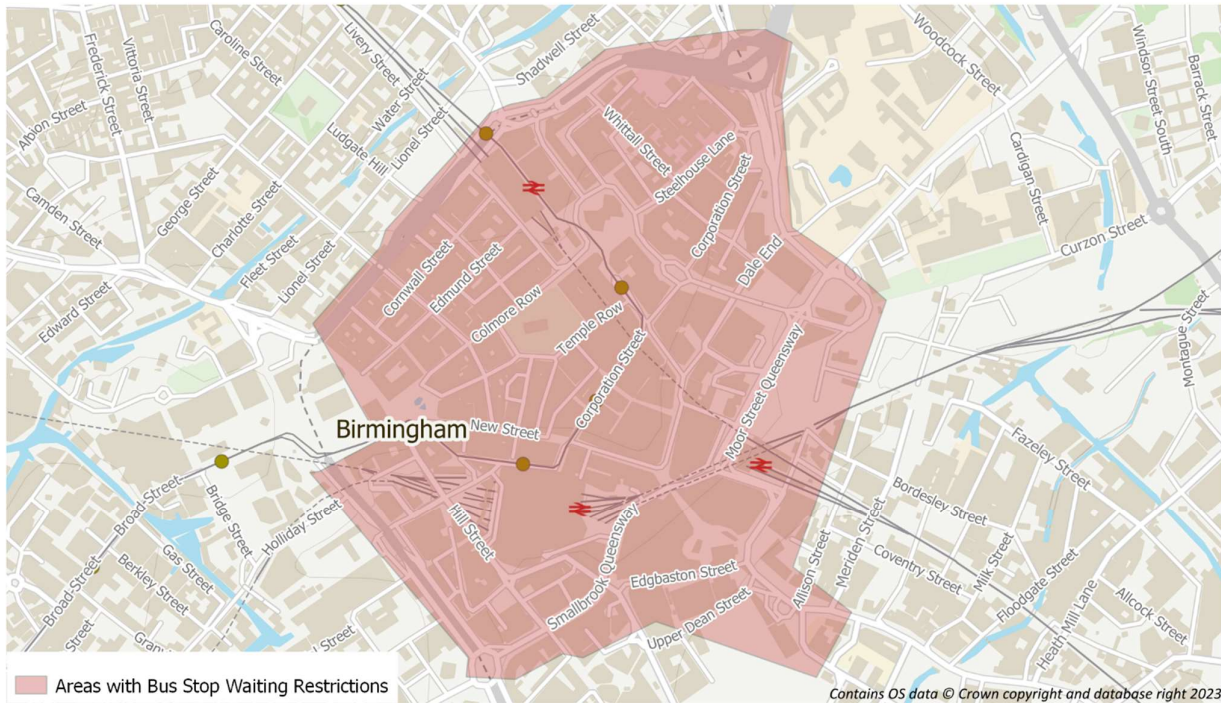 Frederick Street
Vittoria Street
Caroline Street
Livery Street
Water Street
Shadwell Street
Woodcock Street
Windsor Street South
Barrack Street
Albion Street
Ludgate Hill
Lionel Street
Whittall Street
Steelhouse Lane
Cardigan Street
Camden Street
George Street
Charlotte Street
Corporation Street
Curzon Street
Fleet Street
Lionel Street
Cornwall Street
Edmund Street
Dale End
Edward Street
Colmore Row
Temple Row
Corporation Street
Moor Street Queensway
Montague Street
Birmingham
New Street
Fazeley Street
Broad-Street
Bridge Street
Holliday Street
Hill Street
Bordesley Street
Smallbrook Queensway
Gas Street
Berkley Street
Broad-Street
Edgbaston Street
Upper Dean Street
Allison Street
Meriden Street
Coventry Street
Milk Street
Floodgate Street
Heath Mill Lane
Allcock Street
Street
Street
Areas with Bus Stop Waiting Restrictions
Contains OS data © Crown copyright and database right 2023